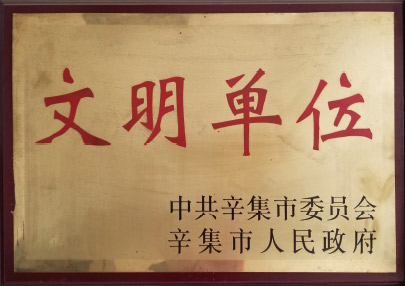 文明单位
中共辛集市委员会
辛集市人民政府